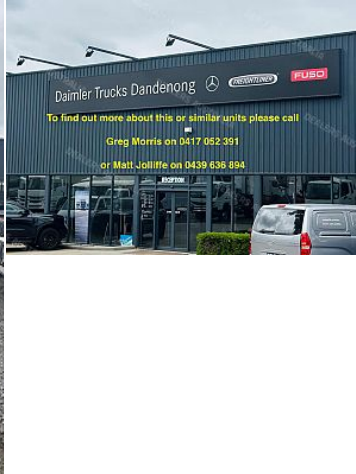 Daimler Trucks Dandenong
FREIGHTLINER
FUSO
To find out more about this or similar units please call
Greg Morris on 0417 052 391
or Matt Jolliffe on 0439 636 894
RECEPTION